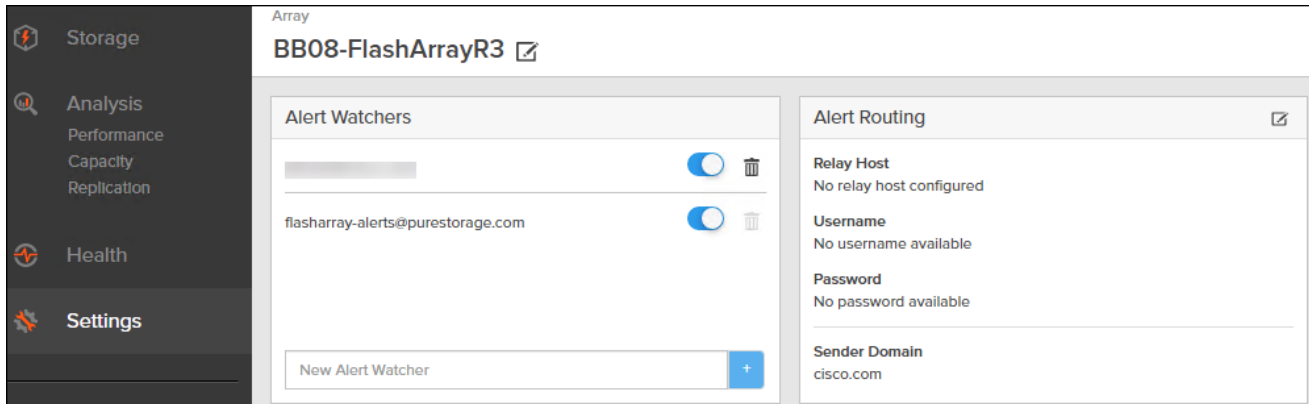 Storage
Analysis
Performance
Capacity
Replication
Health
Settings
Array
BB08-FlashArrayR3
Alert Watchers
flasharray-alerts@purestorage.com
New Alert Watcher
+
Alert Routing
Relay Host
No relay host configured
Username
No username available
Password
No password available
Sender Domain
cisco.com